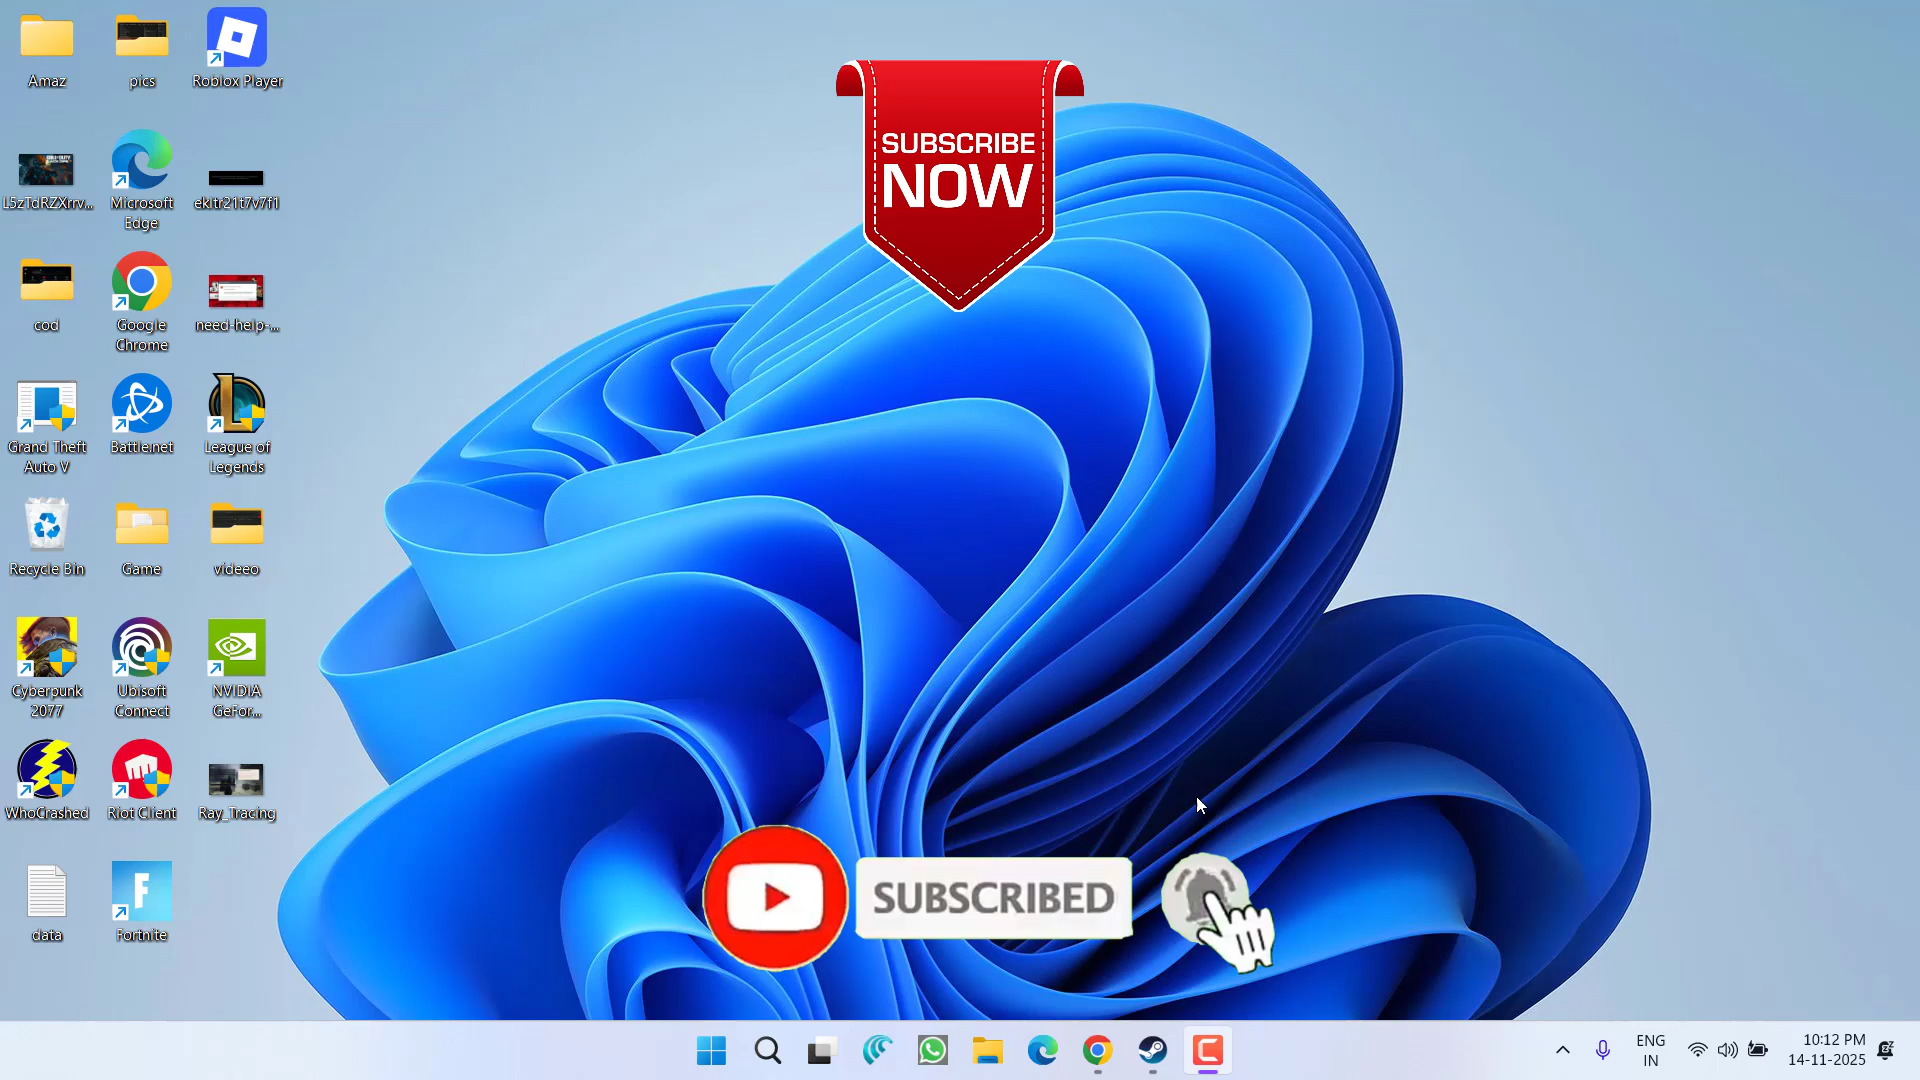 Amaz
pics
Roblox Player
SUBSCRIBE
NOW
L5zTdRZXrrv...
Microsoft
Edge
ekltr21t7v7f1
cod
Google
Chrome
need-help-...
Grand Theft
Auto V
Battle.net
League of
Legends
Recycle Bin
Game
videeo
Cyberpunk
2077
Ubisoft
Connect
NVIDIA
GeFor...
WhoCrashed
Riot Client
Ray_Tracing
data
Fortnite
SUBSCRIBED
ENG
IN
10:12 PM
14-11-2025